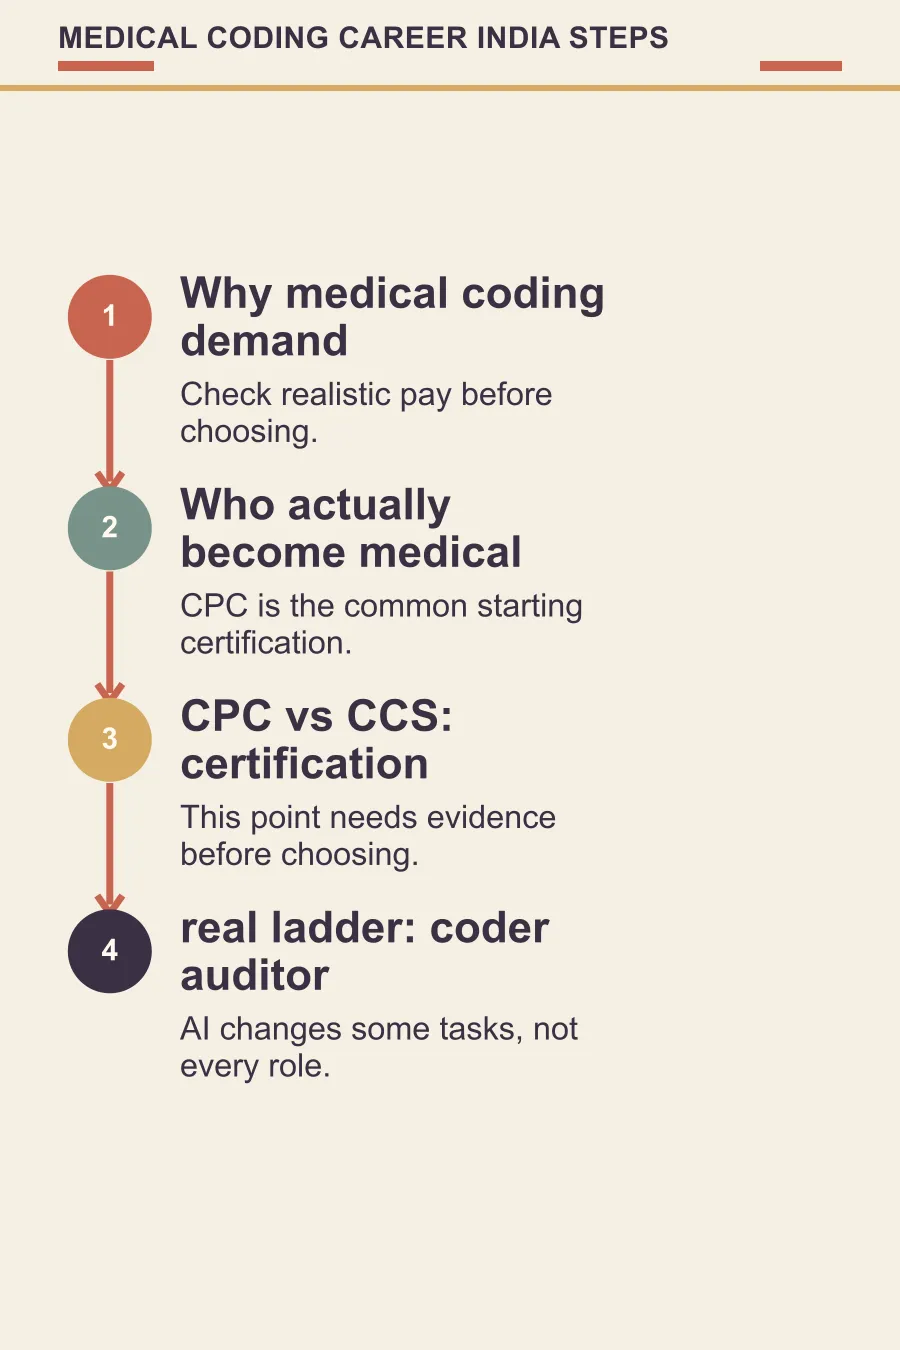 MEDICAL CODING CAREER INDIA STEPS
1
Why medical coding
demand
Check realistic pay before
choosing.
2
Who actually
become medical
CPC is the common starting
certification.
3
CPC vs CCS:
certification
This point needs evidence
before choosing.
4
real ladder: coder
auditor
AI changes some tasks, not
every role.